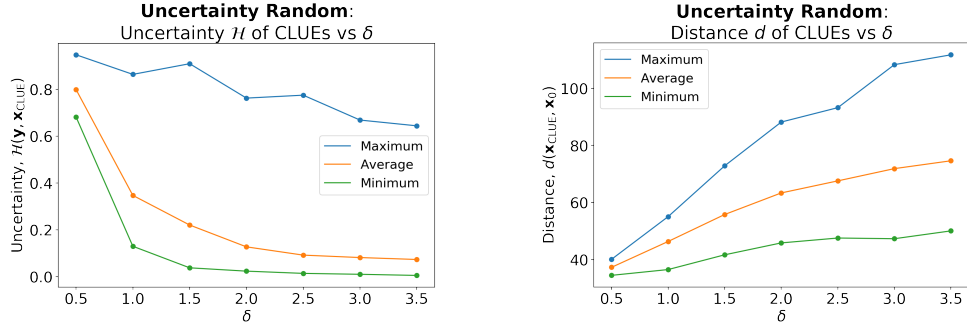 Uncertainty Random:
Uncertainty ℋ of CLUEs vs δ
Uncertainty, ℋ(y, x_CLUE)
0.8
0.6
0.4
0.2
0.0
Maximum
Average
Minimum
0.5 1.0 1.5 2.0 2.5 3.0 3.5
δ
Uncertainty Random:
Distance d of CLUEs vs δ
Distance, d(x_CLUE, x_0)
100
80
60
40
Maximum
Average
Minimum
0.5 1.0 1.5 2.0 2.5 3.0 3.5
δ